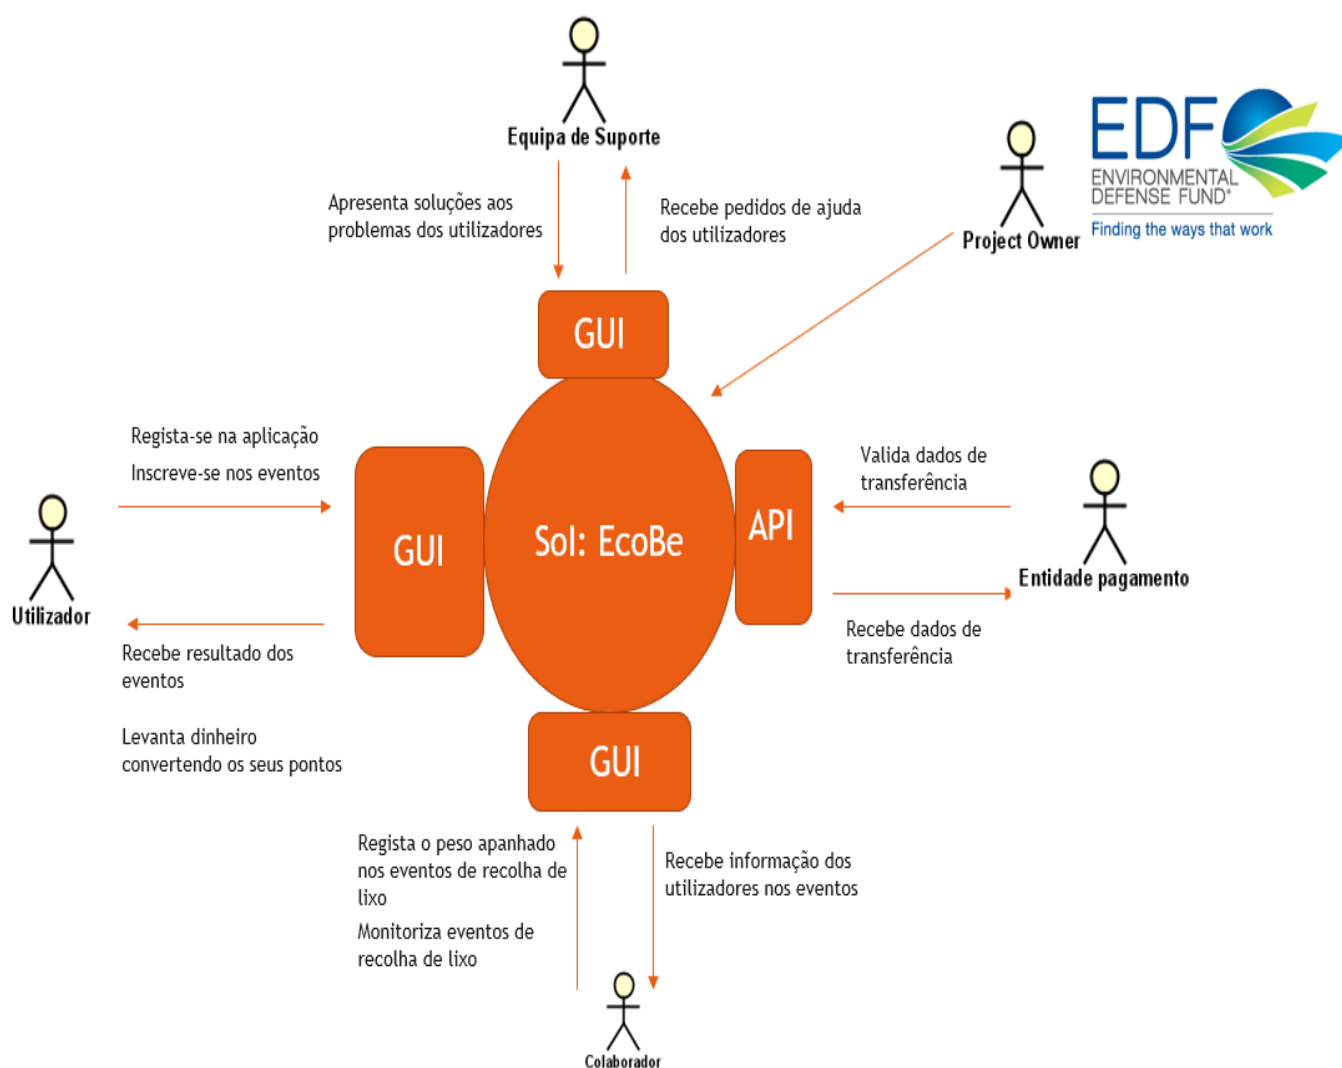 Equipa de Suporte
EDF
ENVIRONMENTAL
DEFENSE FUND®
Finding the ways that work
Project Owner
Apresenta soluções aos
problemas dos utilizadores
Recebe pedidos de ajuda
dos utilizadores
GUI
Regista-se na aplicação
Inscreve-se nos eventos
Valida dados de
transferência
GUI
SoI: EcoBe
API
Utilizador
Entidade pagamento
Recebe resultado dos
eventos
Recebe dados de
transferência
Levanta dinheiro
convertendo os seus pontos
GUI
Regista o peso apanhado
nos eventos de recolha de
lixo
Monitoriza eventos de
recolha de lixo
Recebe informação dos
utilizadores nos eventos
Colaborador